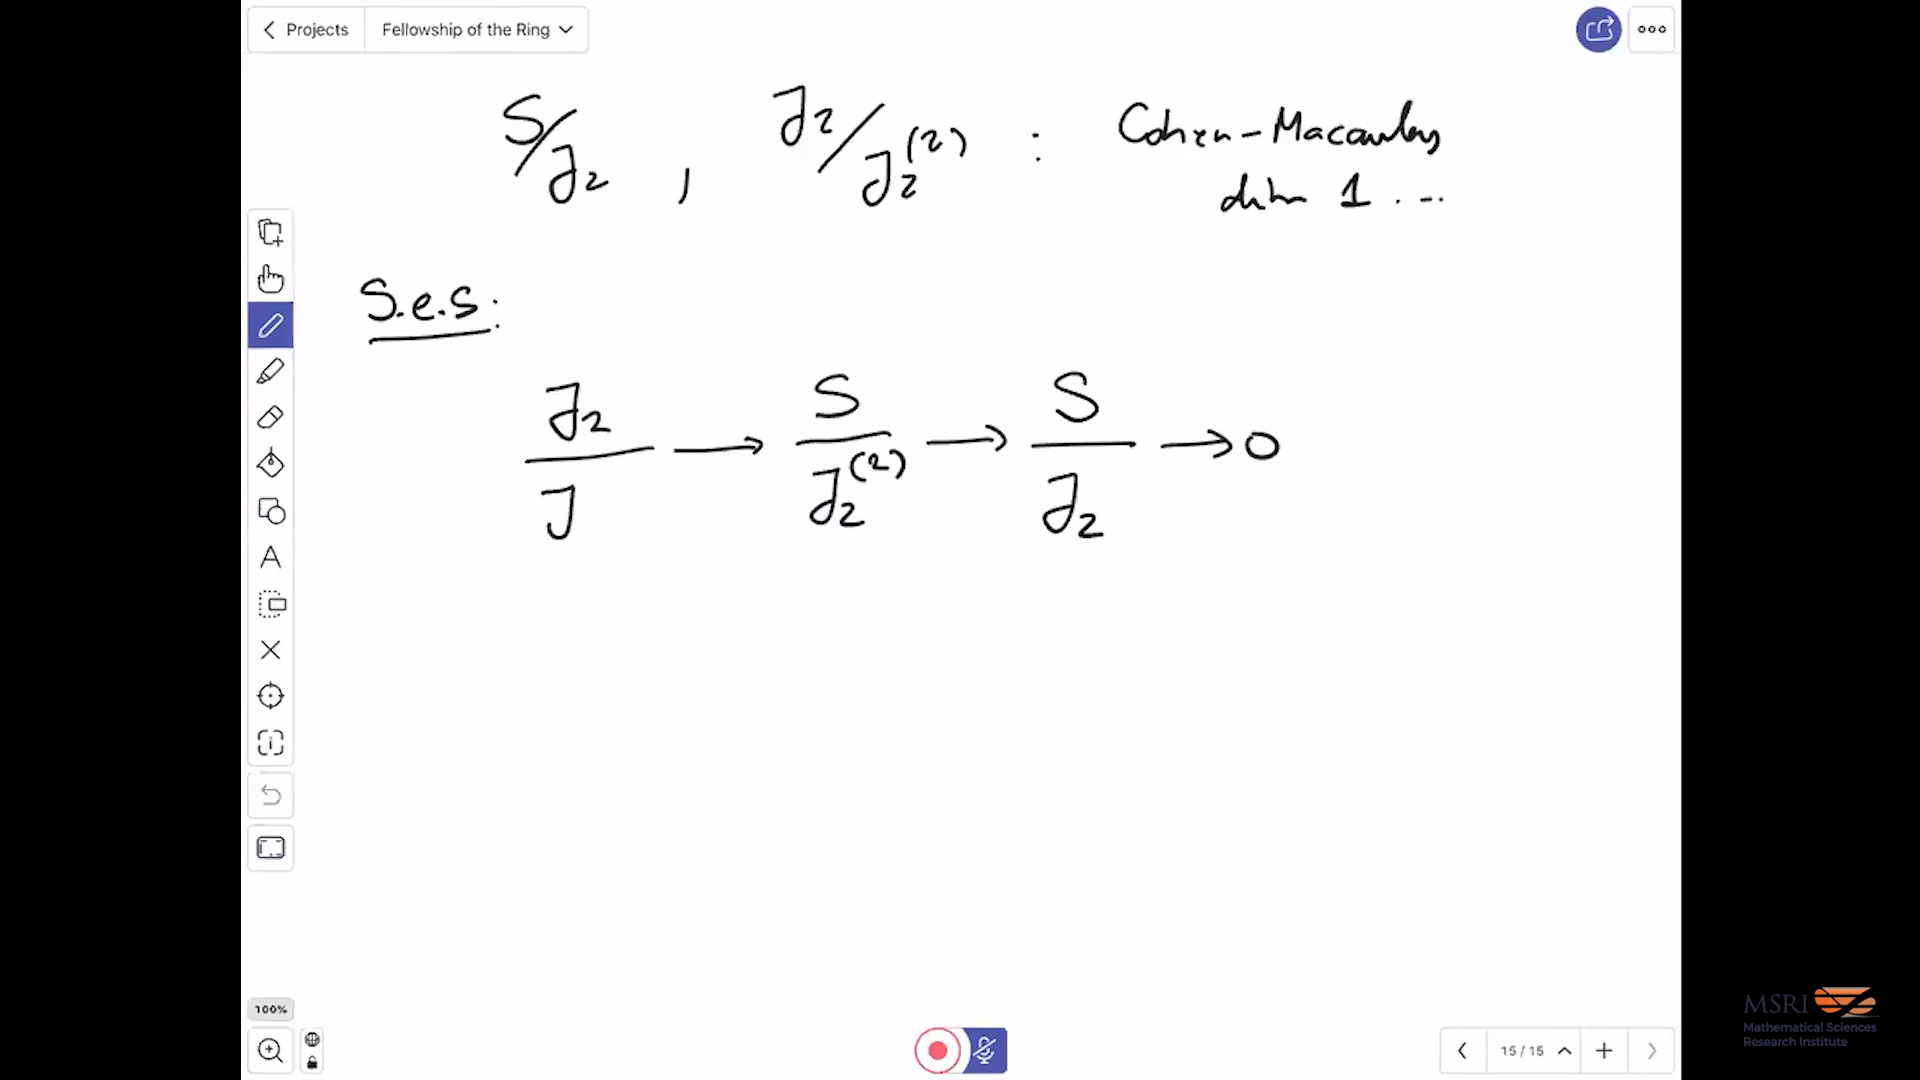 Projects Fellowship of the Ring
S/J₂ , J₂/J₂⁽²⁾ : Cohen-Macaulay
dim 1 ...
S.e.s:
J₂/J → S/J₂⁽²⁾ → S/J₂ → 0
A
100%
15/15
MSRI
Mathematical Sciences
Research Institute